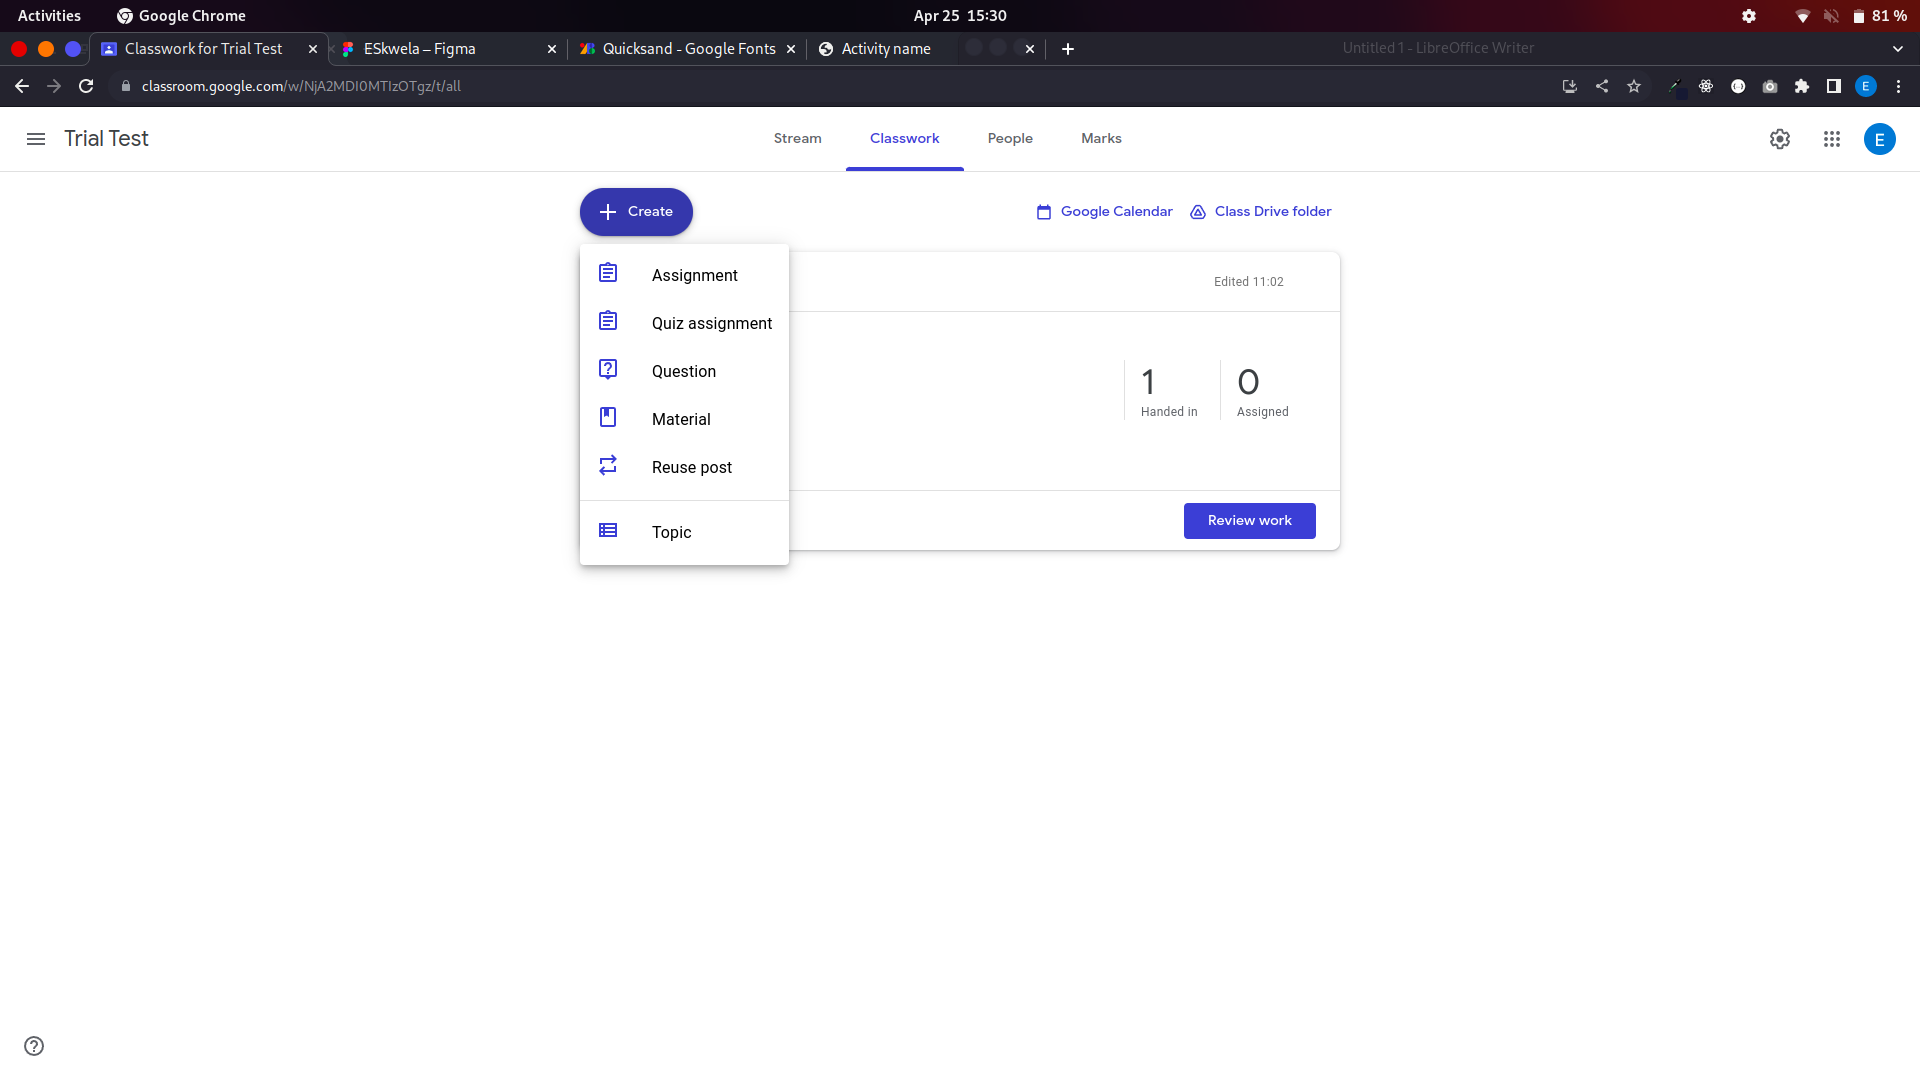 Activities Google Chrome Apr 25 15:30 81 %
Classwork for Trial Test ESkwela – Figma Quicksand - Google Fonts Activity name Untitled 1 - LibreOffice Writer
classroom.google.com/w/NjA2MDI0MTIzOTgz/t/all E
Trial Test Stream Classwork People Marks E
Create Google Calendar Class Drive folder
Assignment
Edited 11:02
Quiz assignment
Question
1 0
Handed in Assigned
Material
Reuse post
Review work
Topic